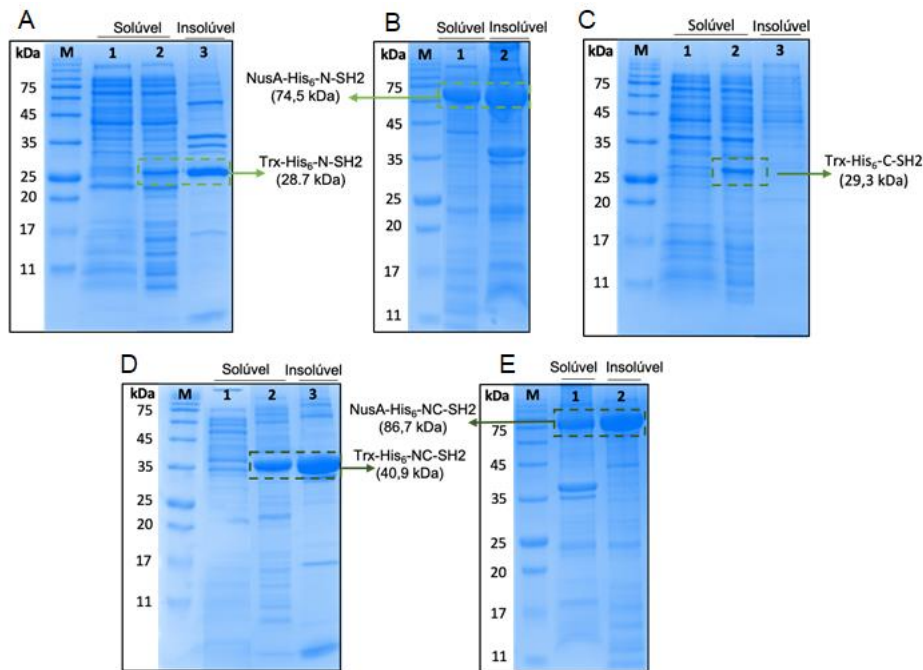 A
Solúvel Insolúvel
kDa M 1 2 3
75
45
35
25
20
17
11
NusA-His6-N-SH2
(74,5 kDa)
Trx-His6-N-SH2
(28.7 kDa)
B
Solúvel Insolúvel
kDa M 1 2
75
45
35
25
20
17
11
C
Solúvel Insolúvel
kDa M 1 2 3
75
45
35
25
20
17
11
Trx-His6-C-SH2
(29,3 kDa)
D
Solúvel Insolúvel
kDa M 1 2 3
75
45
35
25
20
17
11
NusA-His6-NC-SH2
(86,7 kDa)
Trx-His6-NC-SH2
(40,9 kDa)
E
Solúvel Insolúvel
kDa M 1 2
75
45
35
25
20
17
11